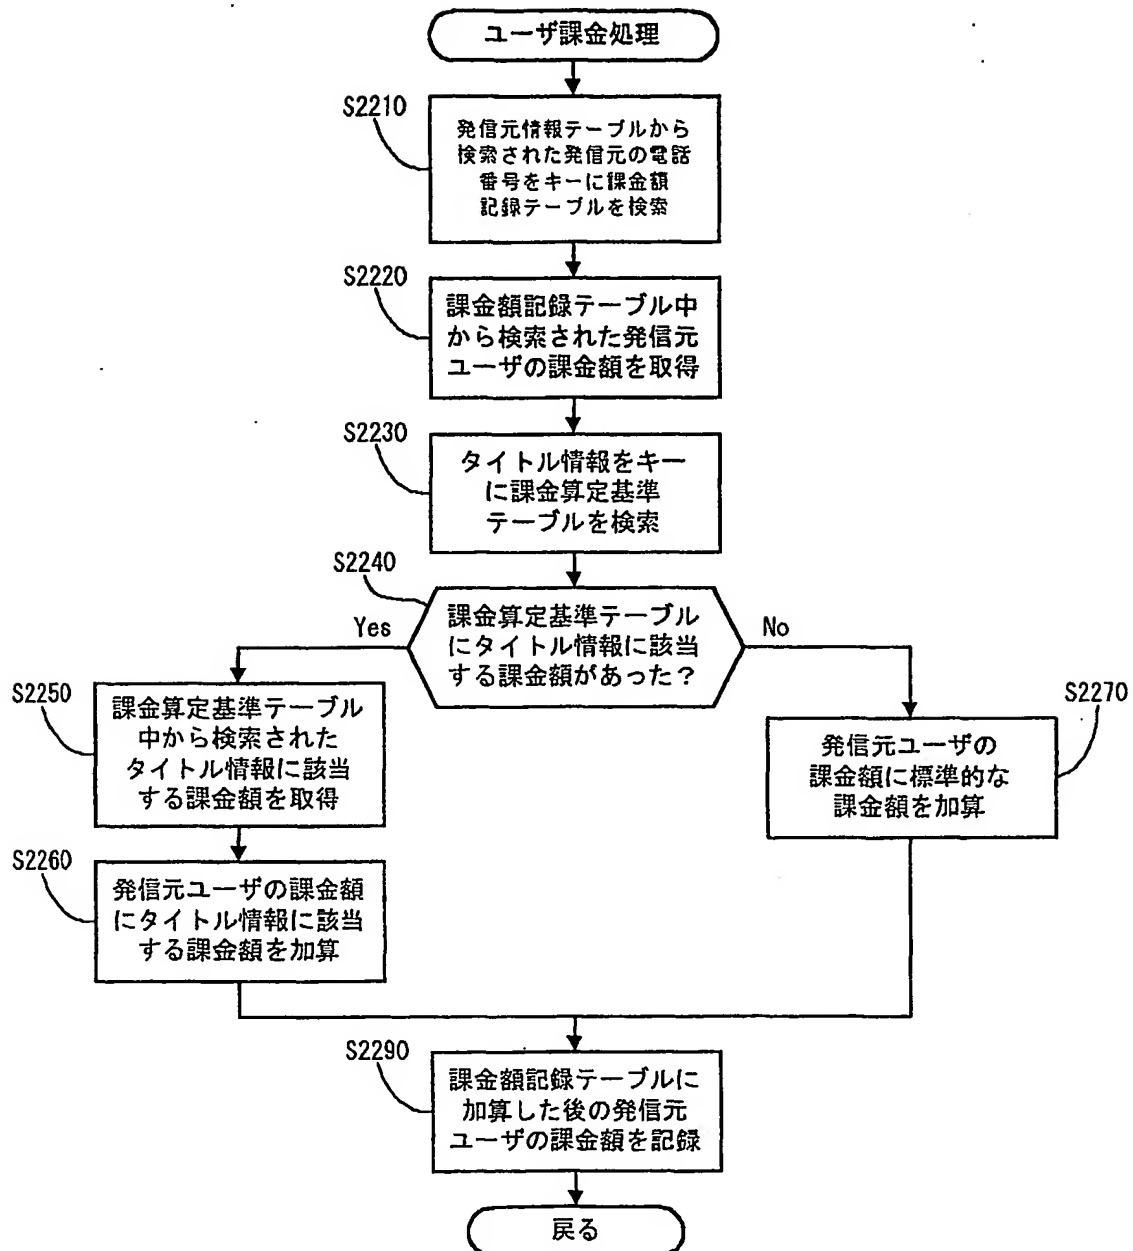 ユーザ課金処理
S2210
発信元情報テーブルから
検索された発信元の電話
番号をキーに課金額
記録テーブルを検索
S2220
課金額記録テーブル中
から検索された発信元
ユーザの課金額を取得
S2230
タイトル情報をキー
に課金算定基準
テーブルを検索
S2240
課金算定基準テーブル
にタイトル情報に該当
する課金額があった？
Yes
No
S2250
課金算定基準テーブル
中から検索された
タイトル情報に該当
する課金額を取得
S2270
発信元ユーザの
課金額に標準的な
課金額を加算
S2260
発信元ユーザの課金額
にタイトル情報に該当
する課金額を加算
S2290
課金額記録テーブルに
加算した後の発信元
ユーザの課金額を記録
戻る